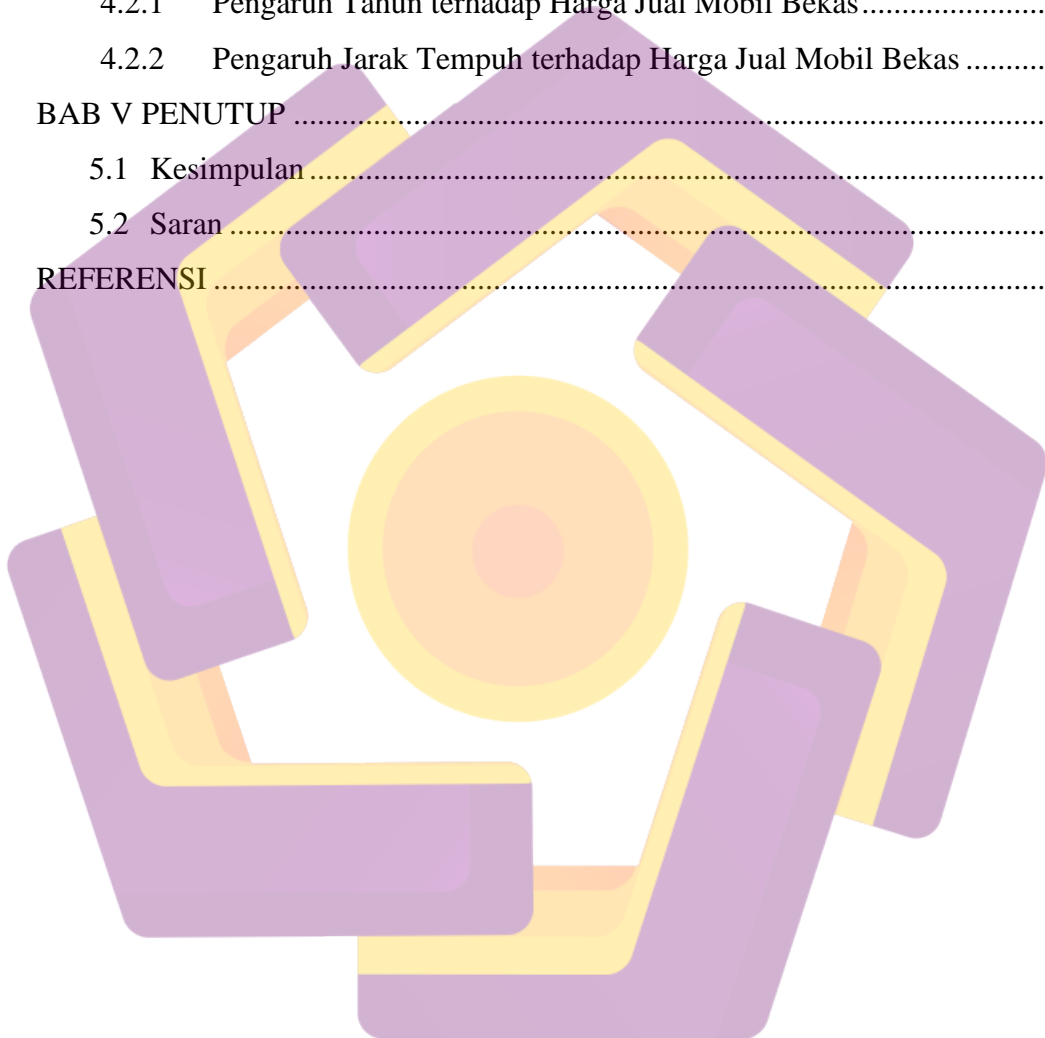 4.2.1 Pengaruh Tahun terhadap Harga Jual Mobil Bekas.......................
4.2.2 Pengaruh Jarak Tempuh terhadap Harga Jual Mobil Bekas ..........
BAB V PENUTUP ..............................................................................................
5.1 Kesimpulan ............................................................................................
5.2 Saran ......................................................................................................
REFERENSI ........................................................................................................